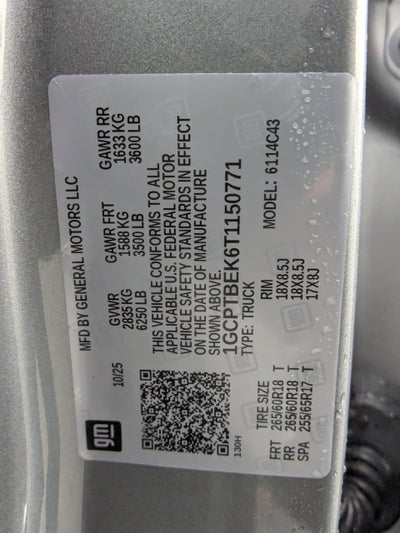 MFD BY GENERAL MOTORS LLC
10/25
GVWR GAWR FRT GAWR RR
2835 KG 1588 KG 1633 KG
6250 LB 3500 LB 3600 LB
THIS VEHICLE CONFORMS TO ALL
APPLICABLE U.S. FEDERAL MOTOR
VEHICLE SAFETY STANDARDS IN EFFECT
ON THE DATE OF MANUFACTURE
SHOWN ABOVE.
1GCPTBEK6T1150771
TYPE: TRUCK MODEL: 6114C43
gm
130H
TIRE SIZE RIM
FRT 265/60R18 T 18X8.5J
RR 265/60R18 T 18X8.5J
SPA 255/65R17 T 17X8J